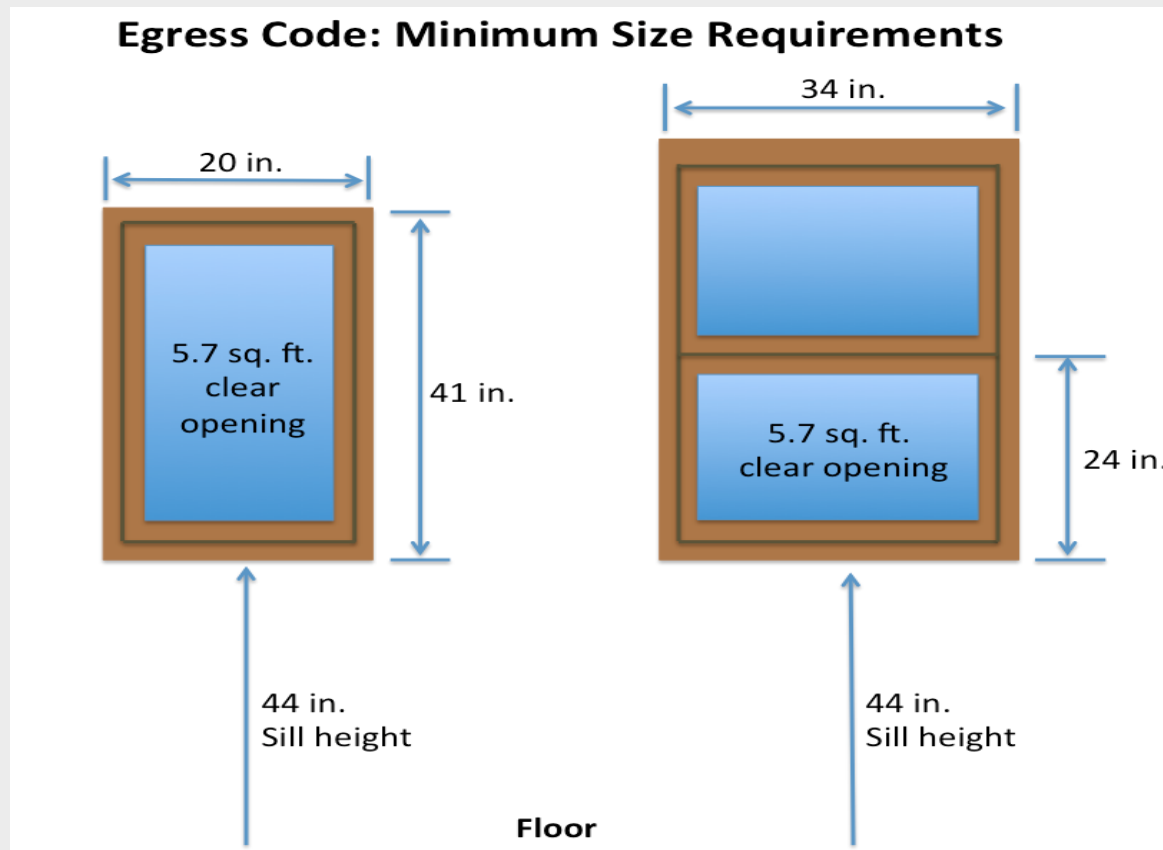 Egress Code: Minimum Size Requirements
20 in.
34 in.
5.7 sq. ft.
clear
opening
41 in.
5.7 sq. ft.
clear opening
24 in.
44 in.
Sill height
44 in.
Sill height
Floor